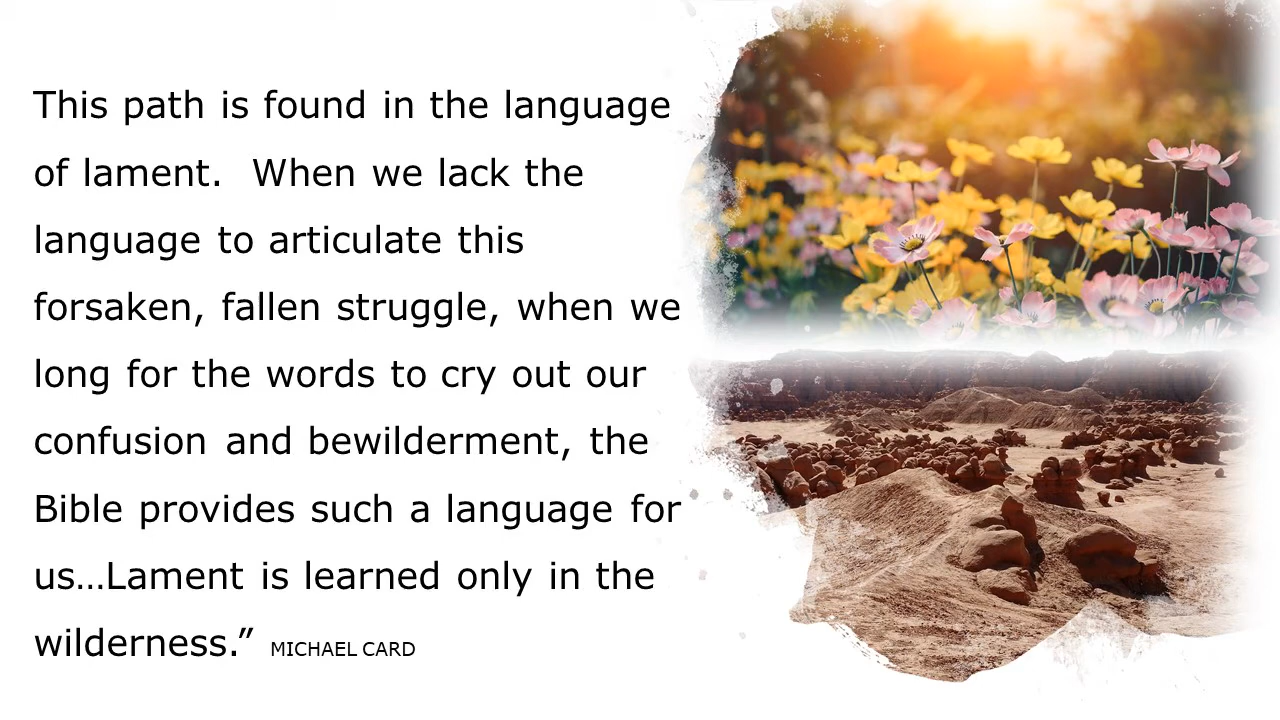 This path is found in the language
of lament.  When we lack the
language to articulate this
forsaken, fallen struggle, when we
long for the words to cry out our
confusion and bewilderment, the
Bible provides such a language for
us…Lament is learned only in the
wilderness.” MICHAEL CARD